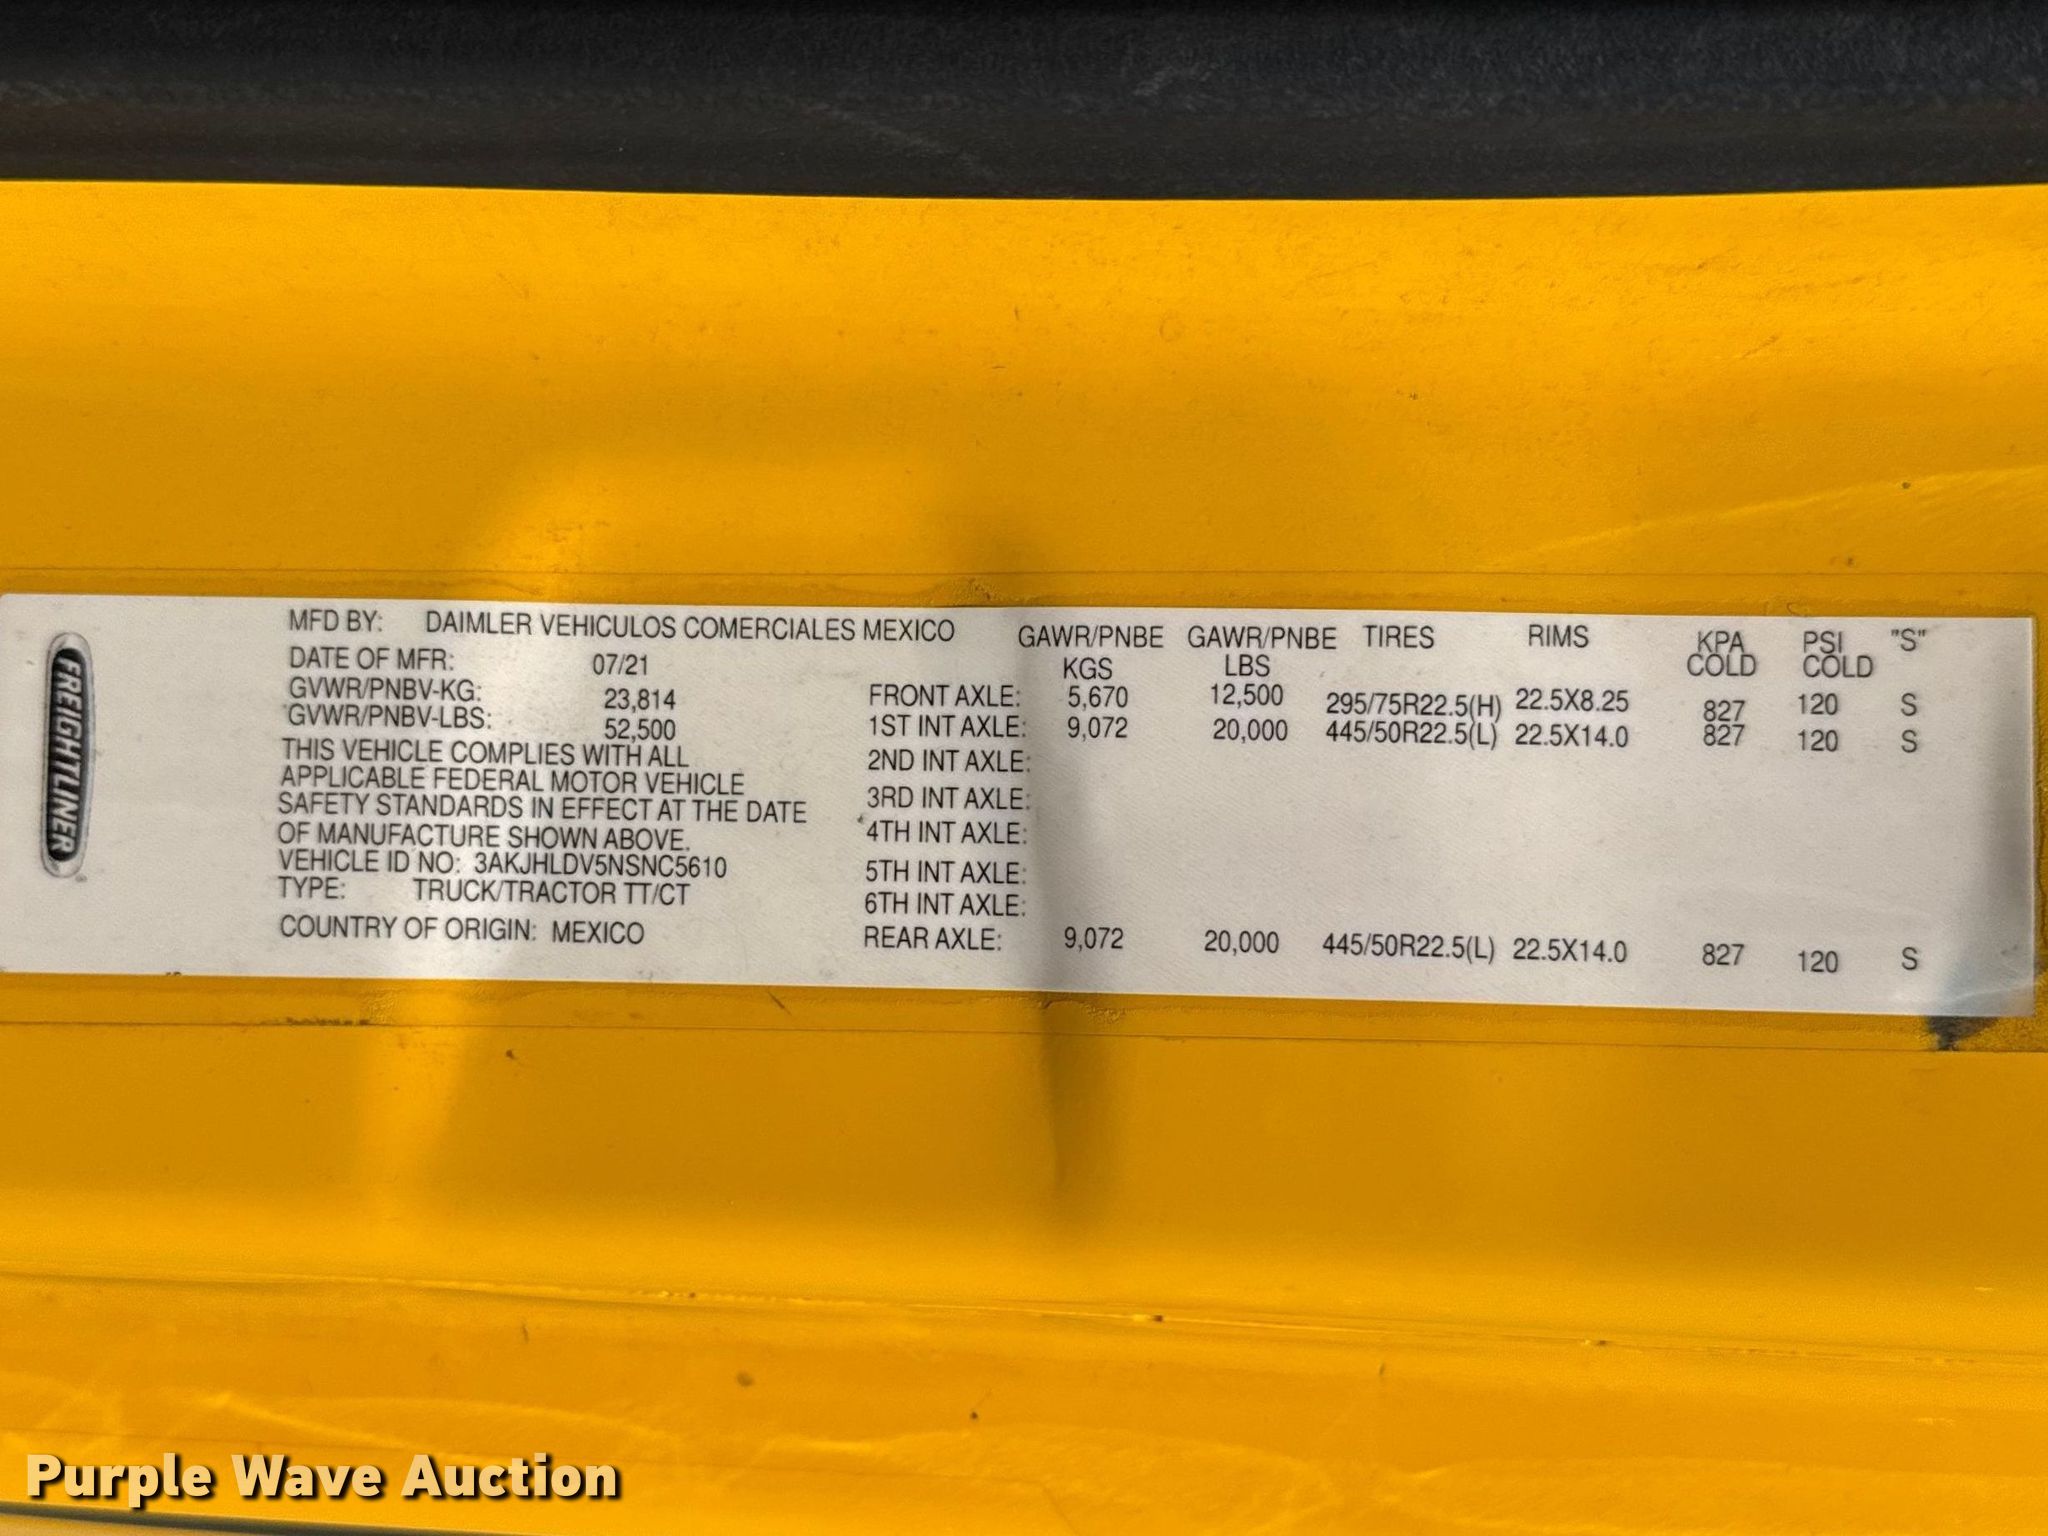 FREIGHTLINER
MFD BY: DAIMLER VEHICULOS COMERCIALES MEXICO
DATE OF MFR: 07/21
GVWR/PNBV-KG: 23,814
GVWR/PNBV-LBS: 52,500
THIS VEHICLE COMPLIES WITH ALL
APPLICABLE FEDERAL MOTOR VEHICLE
SAFETY STANDARDS IN EFFECT AT THE DATE
OF MANUFACTURE SHOWN ABOVE.
VEHICLE ID NO: 3AKJHLDV5NSNC5610
TYPE: TRUCK/TRACTOR TT/CT
COUNTRY OF ORIGIN: MEXICO
GAWR/PNBE GAWR/PNBE TIRES RIMS KPA PSI "S"
KGS LBS COLD COLD
FRONT AXLE: 5,670 12,500 295/75R22.5(H) 22.5X8.25 827 120 S
1ST INT AXLE: 9,072 20,000 445/50R22.5(L) 22.5X14.0 827 120 S
2ND INT AXLE:
3RD INT AXLE:
4TH INT AXLE:
5TH INT AXLE:
6TH INT AXLE:
REAR AXLE: 9,072 20,000 445/50R22.5(L) 22.5X14.0 827 120 S
Purple Wave Auction